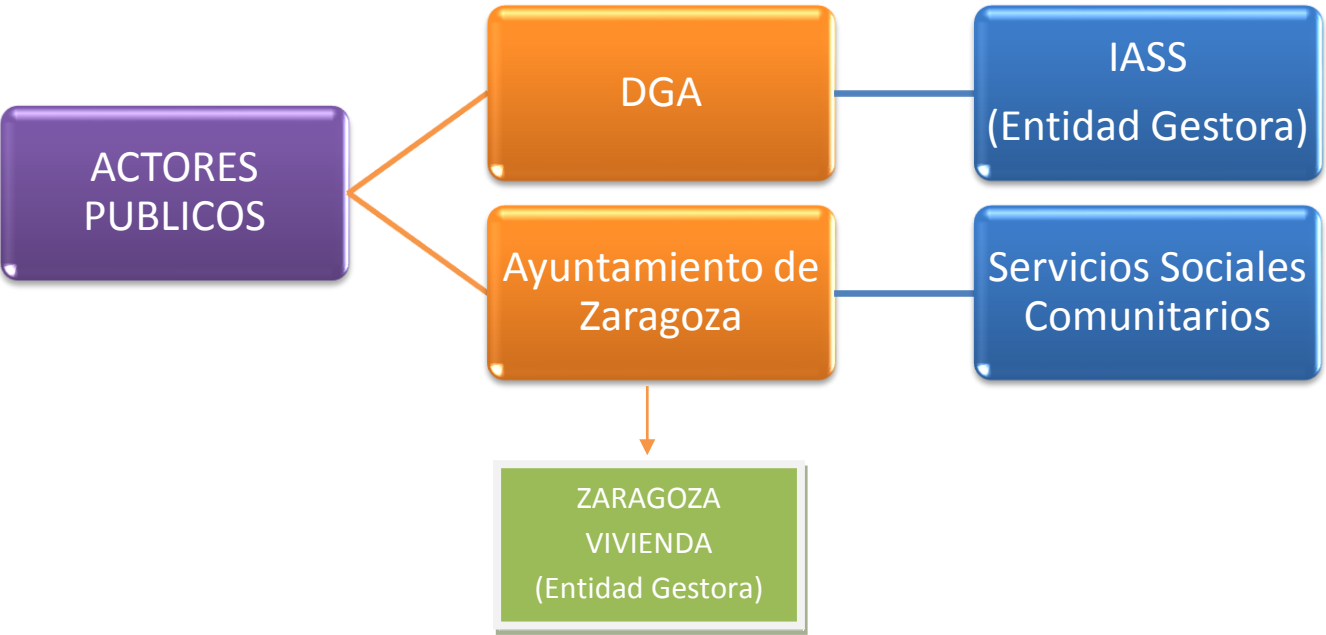 ACTORES
PUBLICOS
DGA
IASS
(Entidad Gestora)
Ayuntamiento de
Zaragoza
Servicios Sociales
Comunitarios
ZARAGOZA
VIVIENDA
(Entidad Gestora)